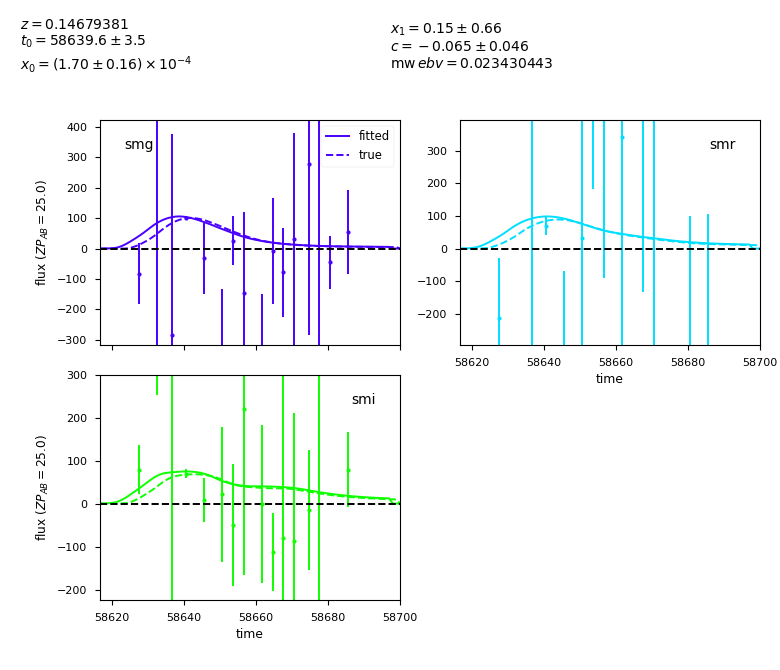 z = 0.14679381
t₀ = 58639.6 ± 3.5
x₀ = (1.70 ± 0.16) × 10⁻⁴
x₁ = 0.15 ± 0.66
c = −0.065 ± 0.046
mw ebv = 0.023430443
smg
fitted
true
400
300
200
100
0
−100
−200
−300
flux (ZP_AB = 25.0)
smr
300
200
100
0
−100
−200
58620 58640 58660 58680 58700
time
smi
300
200
100
0
−100
−200
flux (ZP_AB = 25.0)
58620 58640 58660 58680 58700
time